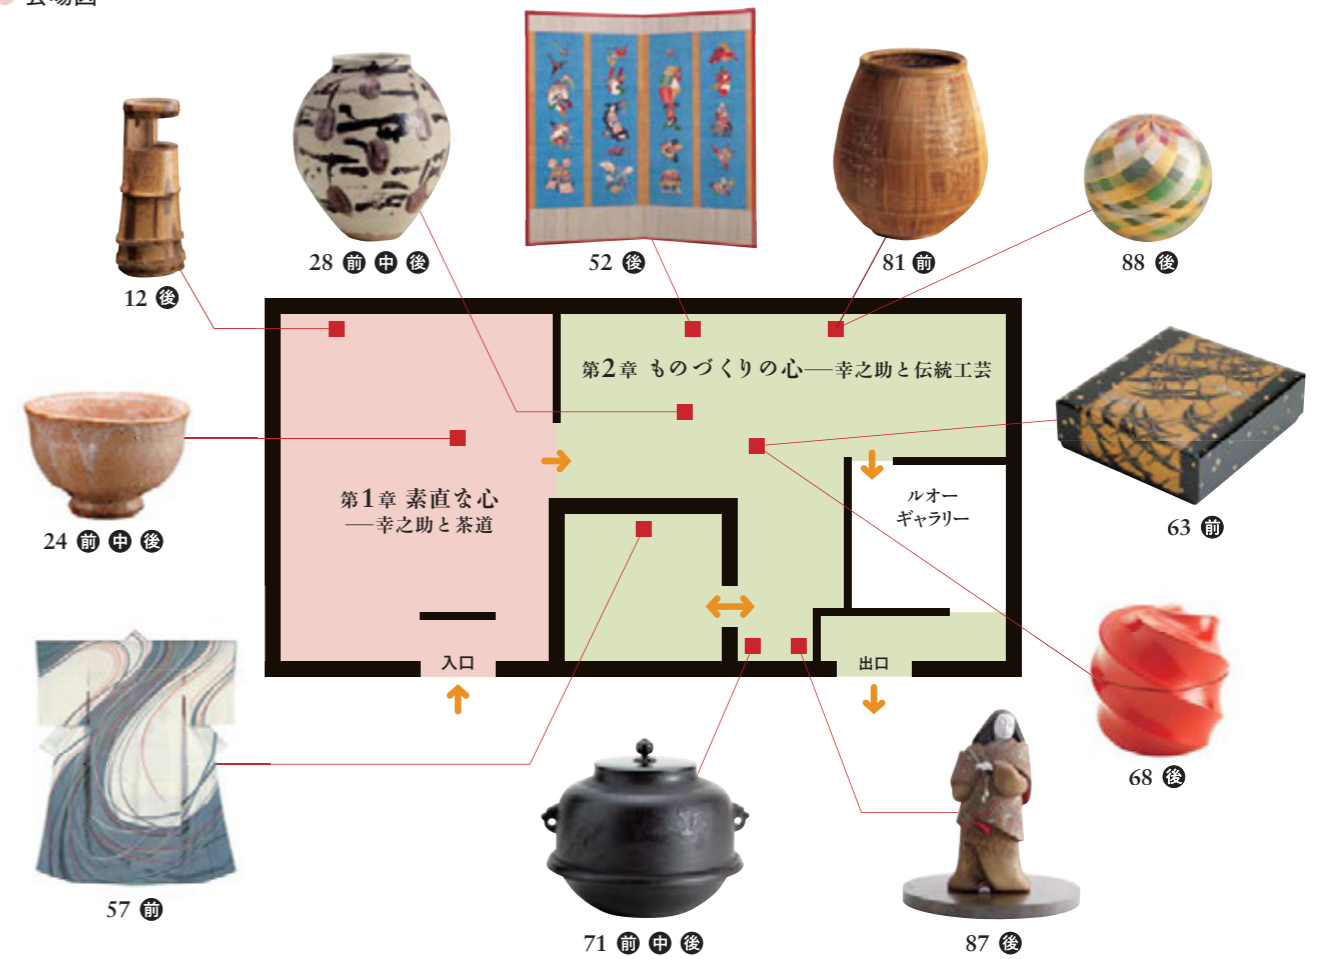 会場図
28 前 中 後
52 後
81 前
88 後
12 後
第2章 ものづくりの心──幸之助と伝統工芸
第1章 素直な心
──幸之助と茶道
ルオー
ギャラリー
24 前 中 後
63 前
入口
出口
68 後
57 前
71 前 中 後
87 後